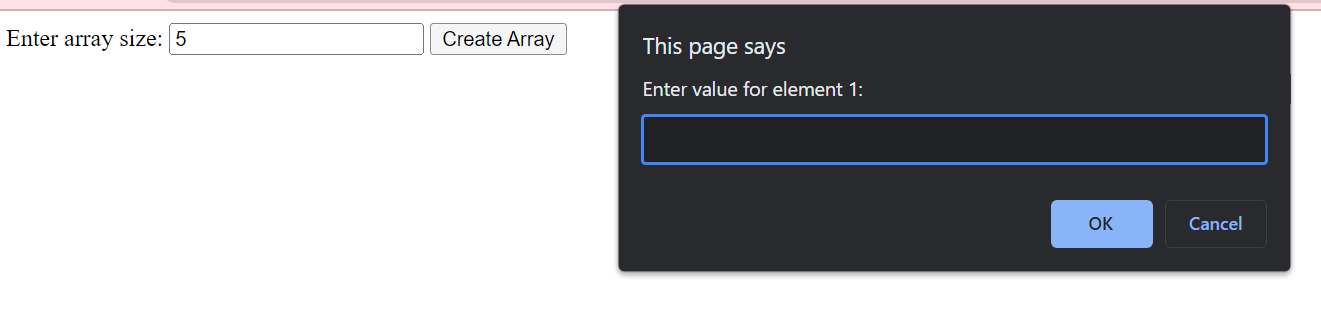 Enter array size: 5 Create Array
This page says
Enter value for element 1:
OK Cancel